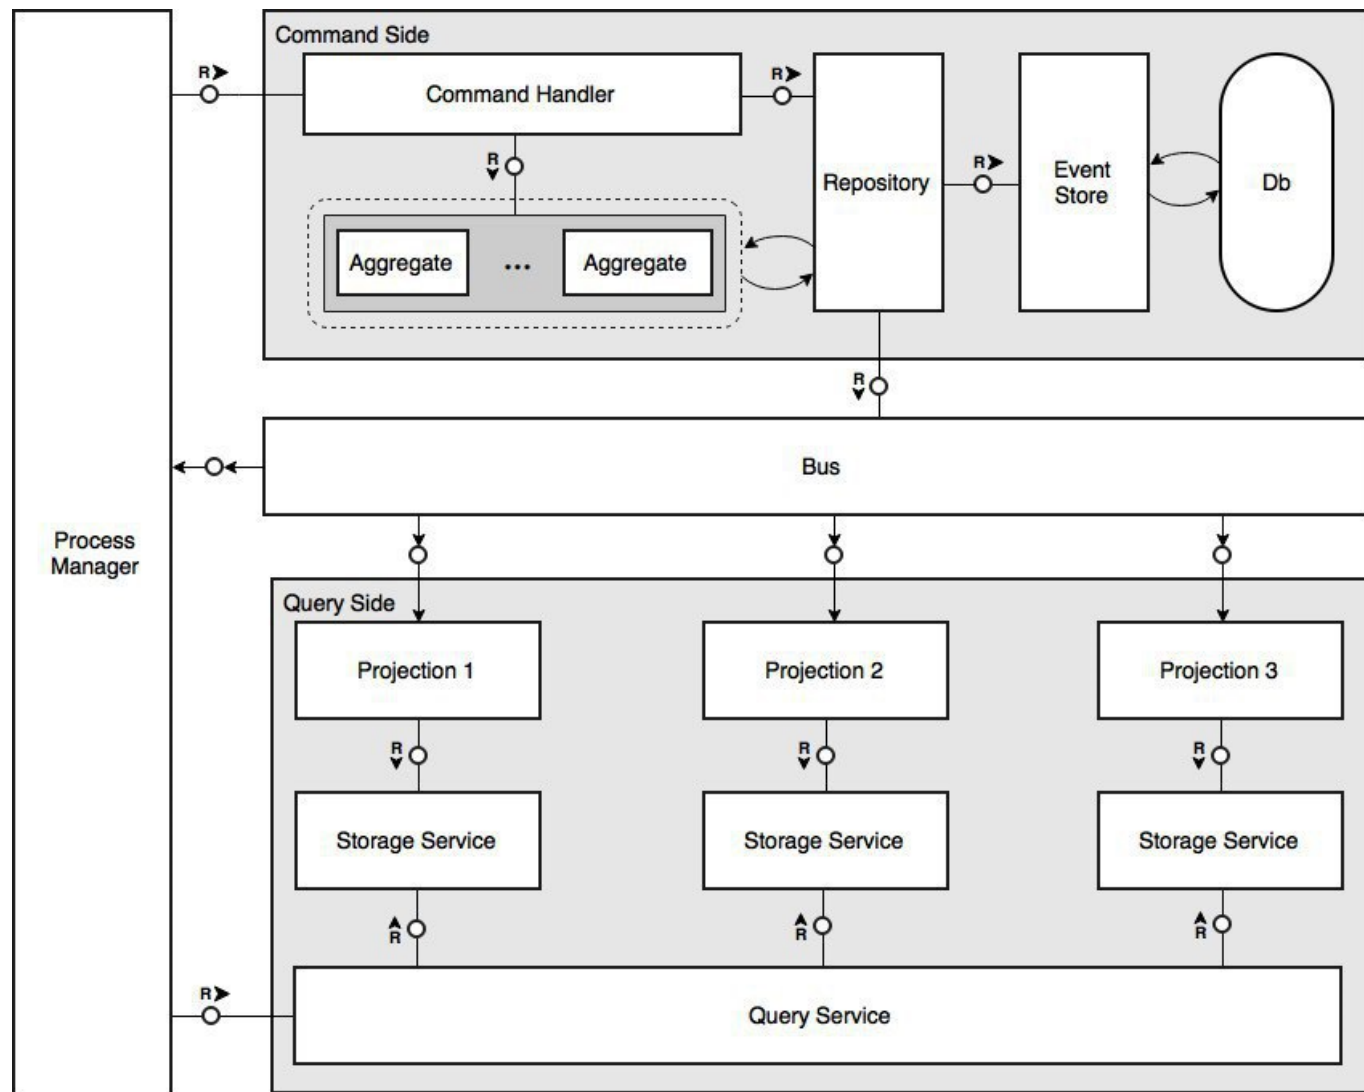 Command Side
R
Command Handler
R
R
Repository
R
Event
Store
Db
Aggregate
...
Aggregate
R
Bus
Process
Manager
Query Side
Projection 1
Projection 2
Projection 3
R
R
R
Storage Service
Storage Service
Storage Service
R
R
R
R
Query Service